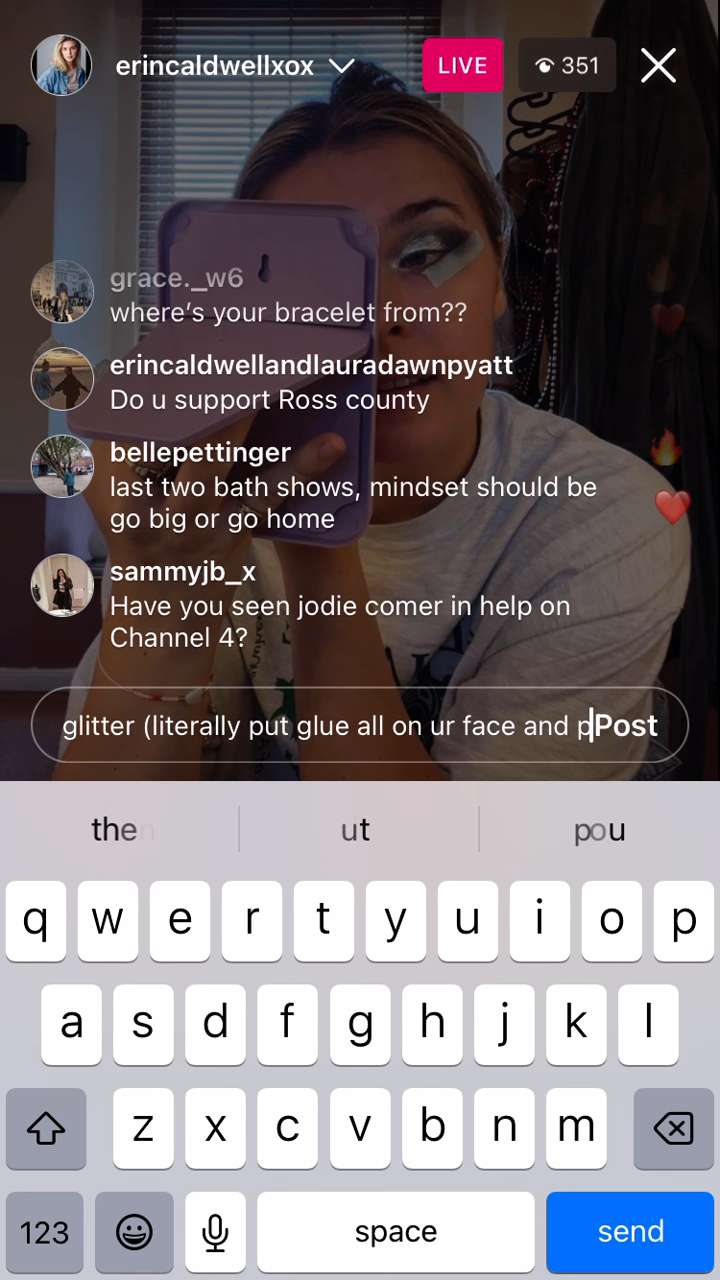 erincaldwellxox LIVE 351
grace._w6
where's your bracelet from??
erincaldwellandlauradawnpyatt
Do u support Ross county
bellepettinger
last two bath shows, mindset should be
go big or go home
sammyjb_x
Have you seen jodie comer in help on
Channel 4?
glitter (literally put glue all on ur face and p Post
the ut pou
q w e r t y u i o p
a s d f g h j k l
z x c v b n m
123 space send